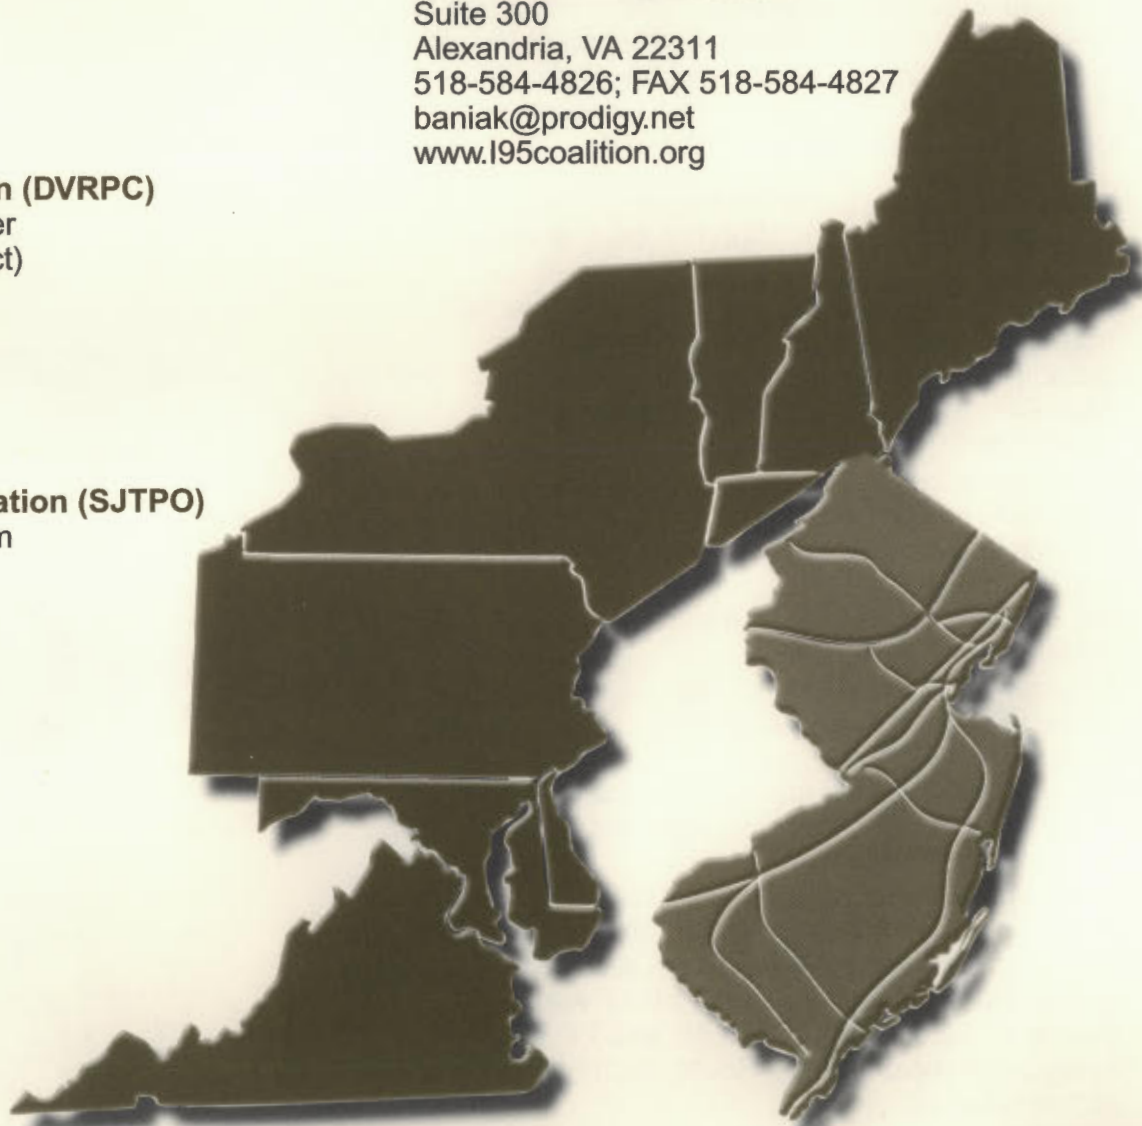 Suite 300
Alexandria, VA 22311
518-584-4826; FAX 518-584-4827
baniak@prodigy.net
www.I95coalition.org
n (DVRPC)
er
ct)
ation (SJTPO)
m